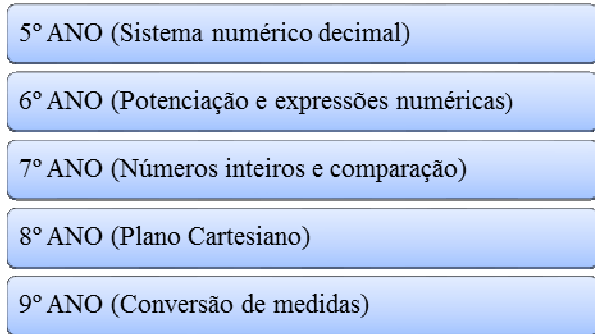 5º ANO (Sistema numérico decimal)
6º ANO (Potenciação e expressões numéricas)
7º ANO (Números inteiros e comparação)
8º ANO (Plano Cartesiano)
9º ANO (Conversão de medidas)